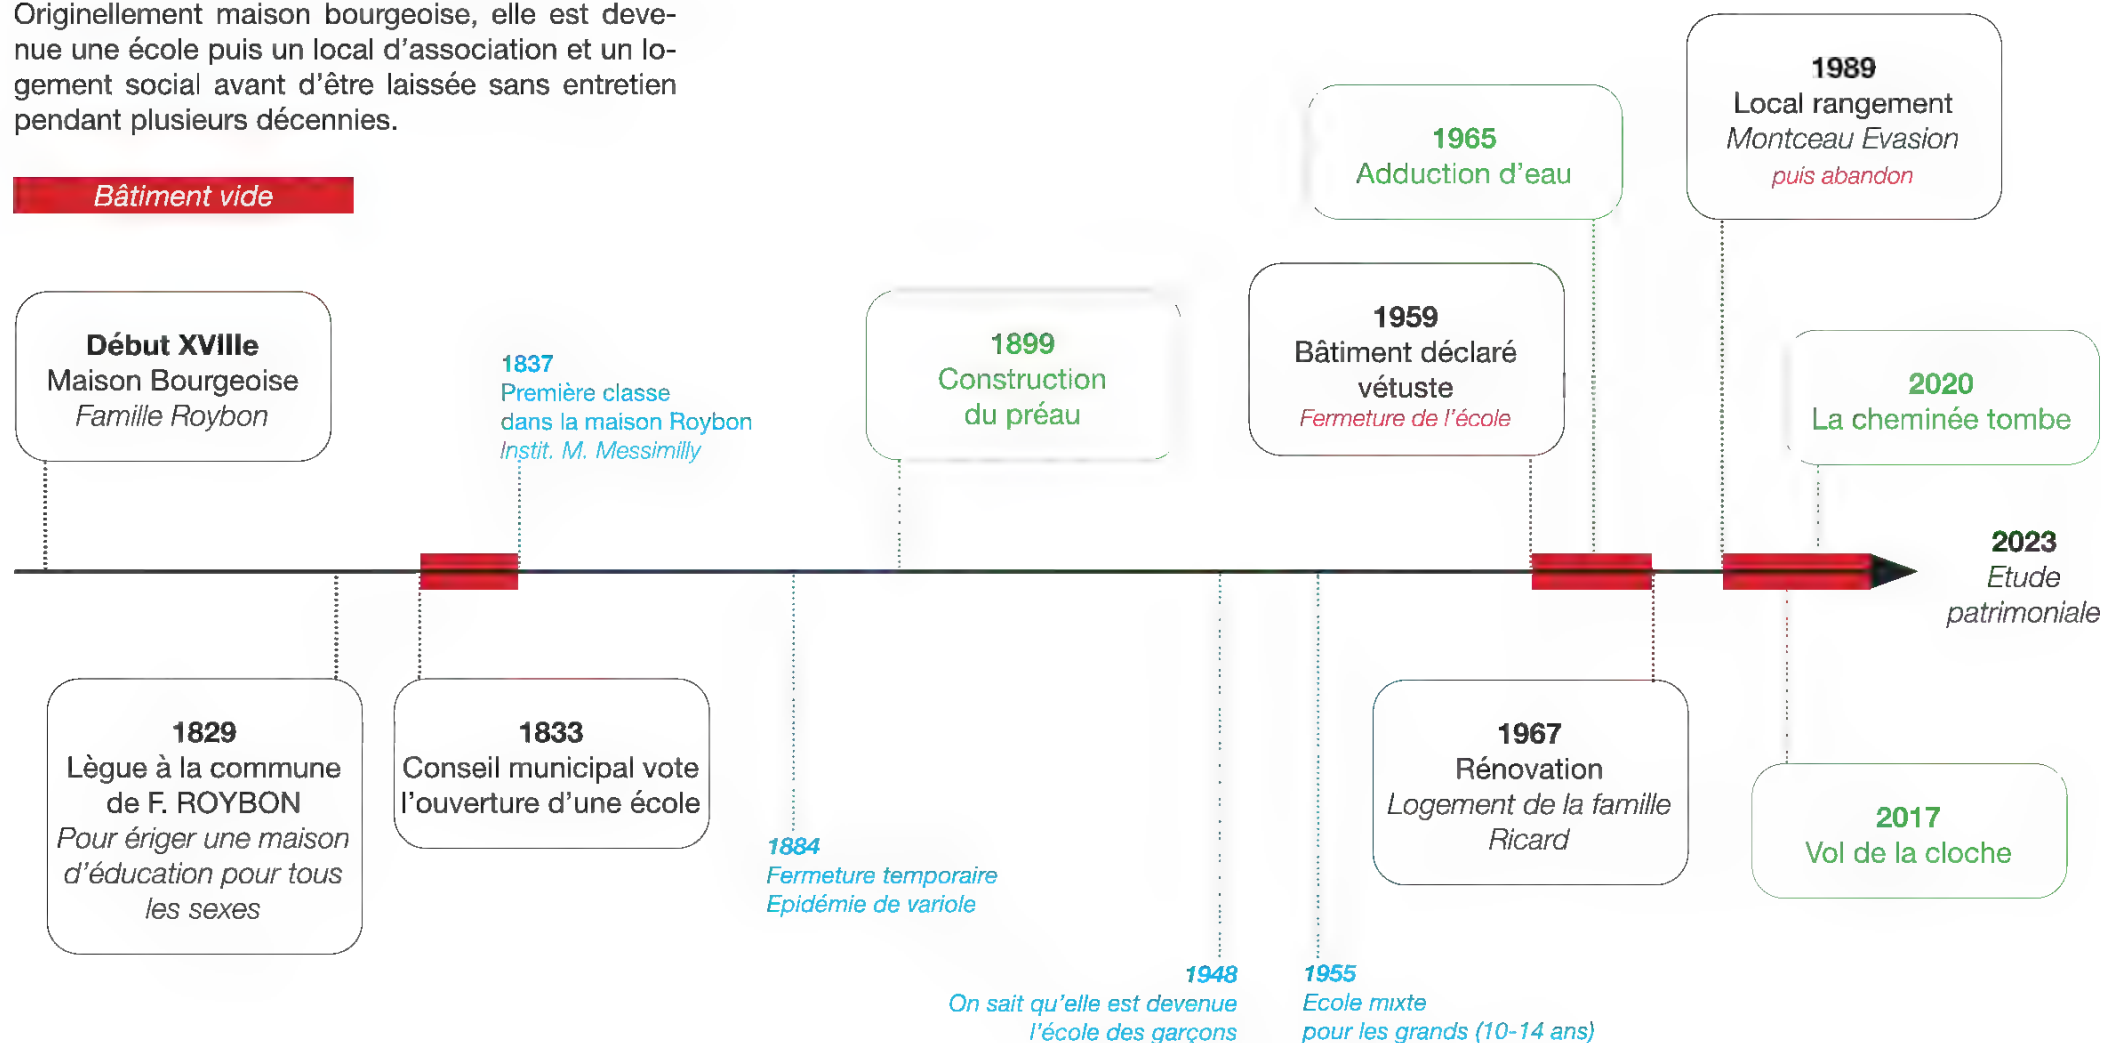 Originellement maison bourgeoise, elle est deve-
nue une école puis un local d'association et un lo-
gement social avant d'être laissée sans entretien
pendant plusieurs décennies.
Bâtiment vide
Début XVIIIe
Maison Bourgeoise
Famille Roybon
1837
Première classe
dans la maison Roybon
Instit. M. Messimilly
1899
Construction
du préau
1959
Bâtiment déclaré
vétuste
Fermeture de l'école
1965
Adduction d'eau
1989
Local rangement
Montceau Evasion
puis abandon
2020
La cheminée tombe
2023
Etude
patrimoniale
1829
Lègue à la commune
de F. ROYBON
Pour ériger une maison
d'éducation pour tous
les sexes
1833
Conseil municipal vote
l'ouverture d'une école
1884
Fermeture temporaire
Epidémie de variole
1948
On sait qu'elle est devenue
l'école des garçons
1955
Ecole mixte
pour les grands (10-14 ans)
1967
Rénovation
Logement de la famille
Ricard
2017
Vol de la cloche